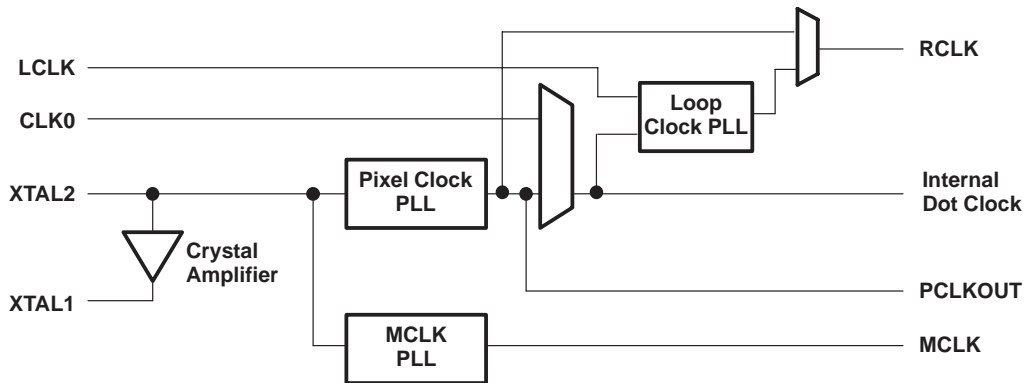 LCLK
CLK0
XTAL2
XTAL1
Crystal
Amplifier
Pixel Clock
PLL
MCLK
PLL
Loop
Clock PLL
RCLK
Internal
Dot Clock
PCLKOUT
MCLK